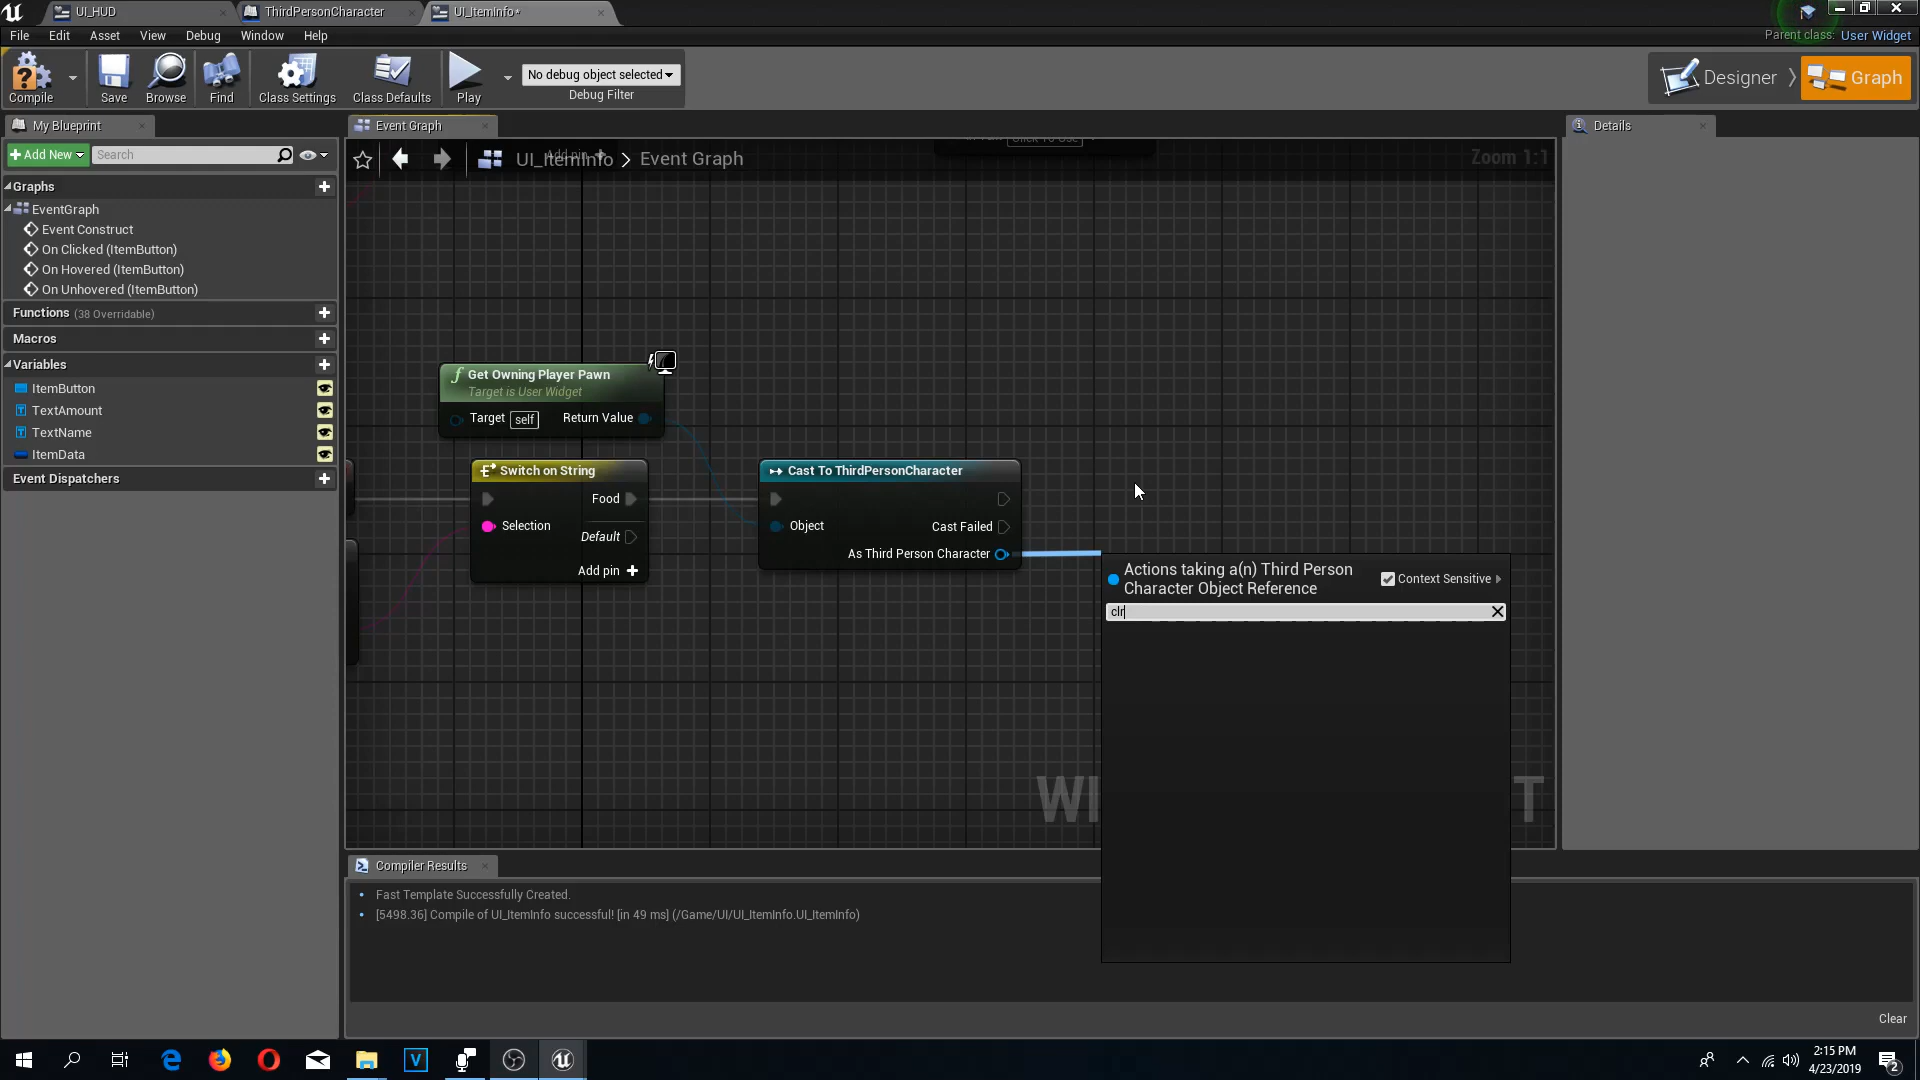 UI_HUD
ThirdPersonCharacter
UI_ItemInfo*
File Edit Asset View Debug Window Help
Parent class: User Widget
Compile
Save
Browse
Find
Class Settings
Class Defaults
Play
No debug object selected
Debug Filter
Designer
Graph
My Blueprint
Event Graph
Details
Add New
Search
UI_ItemInfo > Event Graph
Add pin
Click To Use
Zoom 1:1
Graphs
EventGraph
Event Construct
On Clicked (ItemButton)
On Hovered (ItemButton)
On Unhovered (ItemButton)
Functions (38 Overridable)
Macros
Variables
ItemButton
TextAmount
TextName
ItemData
Event Dispatchers
Get Owning Player Pawn
Target is User Widget
Target self Return Value
Switch on String
Food
Selection
Default
Add pin
Cast To ThirdPersonCharacter
Object
Cast Failed
As Third Person Character
Actions taking a(n) Third Person
Character Object Reference
Context Sensitive
clr
WI
T
Compiler Results
Fast Template Successfully Created.
[5498.36] Compile of UI_ItemInfo successful! [in 49 ms] (/Game/UI/UI_ItemInfo.UI_ItemInfo)
Clear
2:15 PM
4/23/2019
2